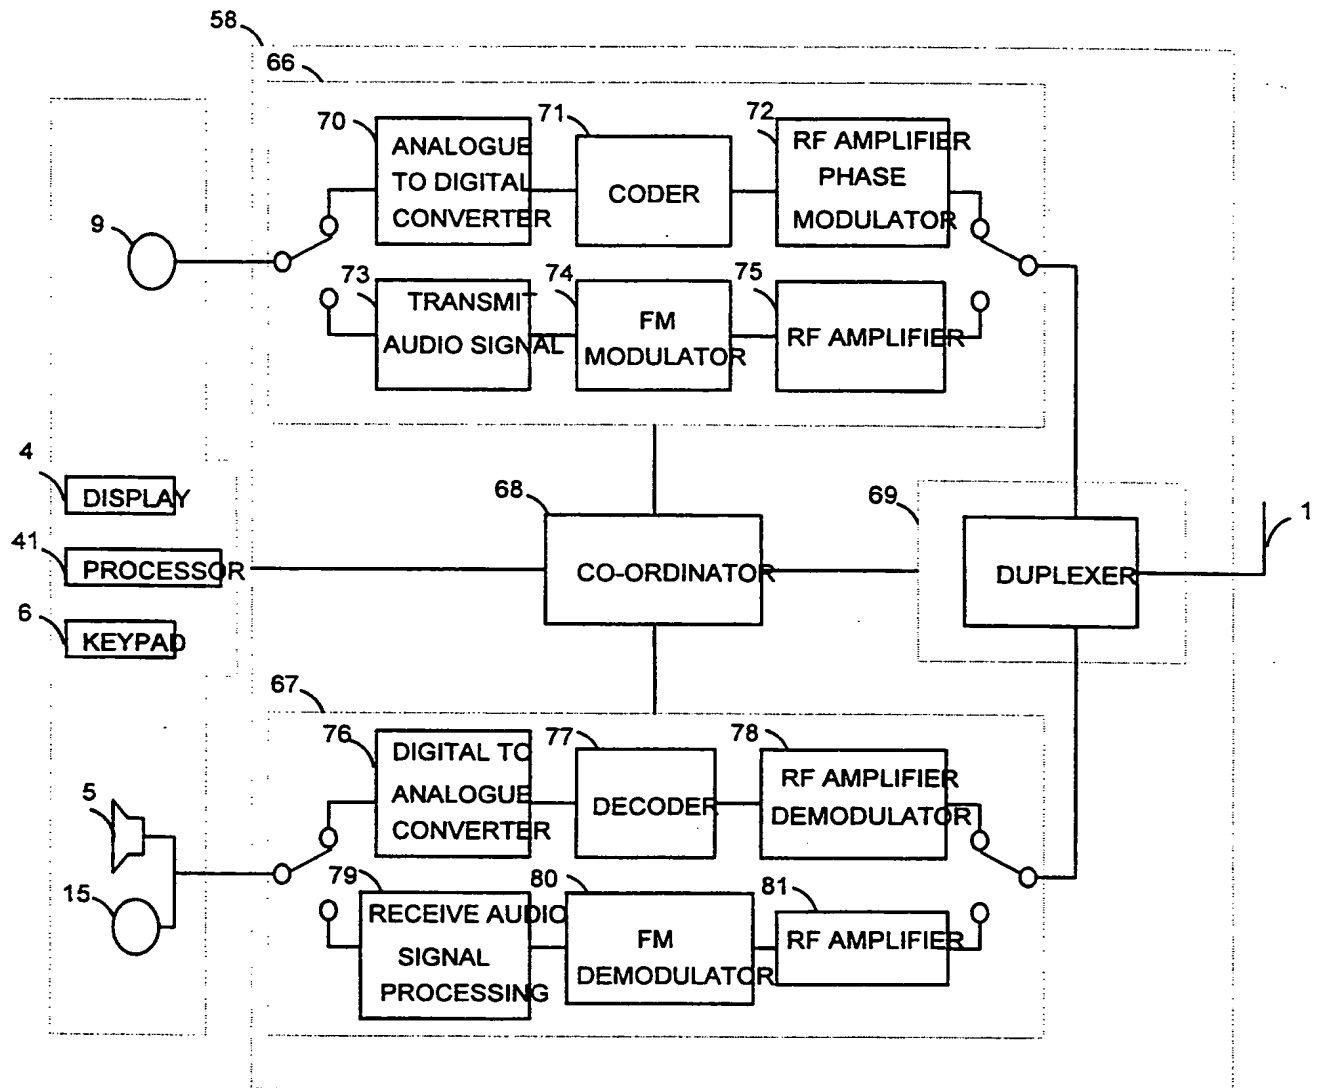 58
66
70
71
72
ANALOGUE
TO DIGITAL
CONVERTER
CODER
RF AMPLIFIER
PHASE
MODULATOR
9
73
74
75
TRANSMIT
AUDIO SIGNAL
FM
MODULATOR
RF AMPLIFIER
4
DISPLAY
41
PROCESSOR
6
KEYPAD
68
CO-ORDINATOR
69
DUPLEXER
1
67
76
77
78
DIGITAL TO
ANALOGUE
CONVERTER
DECODER
RF AMPLIFIER
DEMODULATOR
5
15
79
80
81
RECEIVE AUDIO
SIGNAL
PROCESSING
FM
DEMODULATOR
RF AMPLIFIER